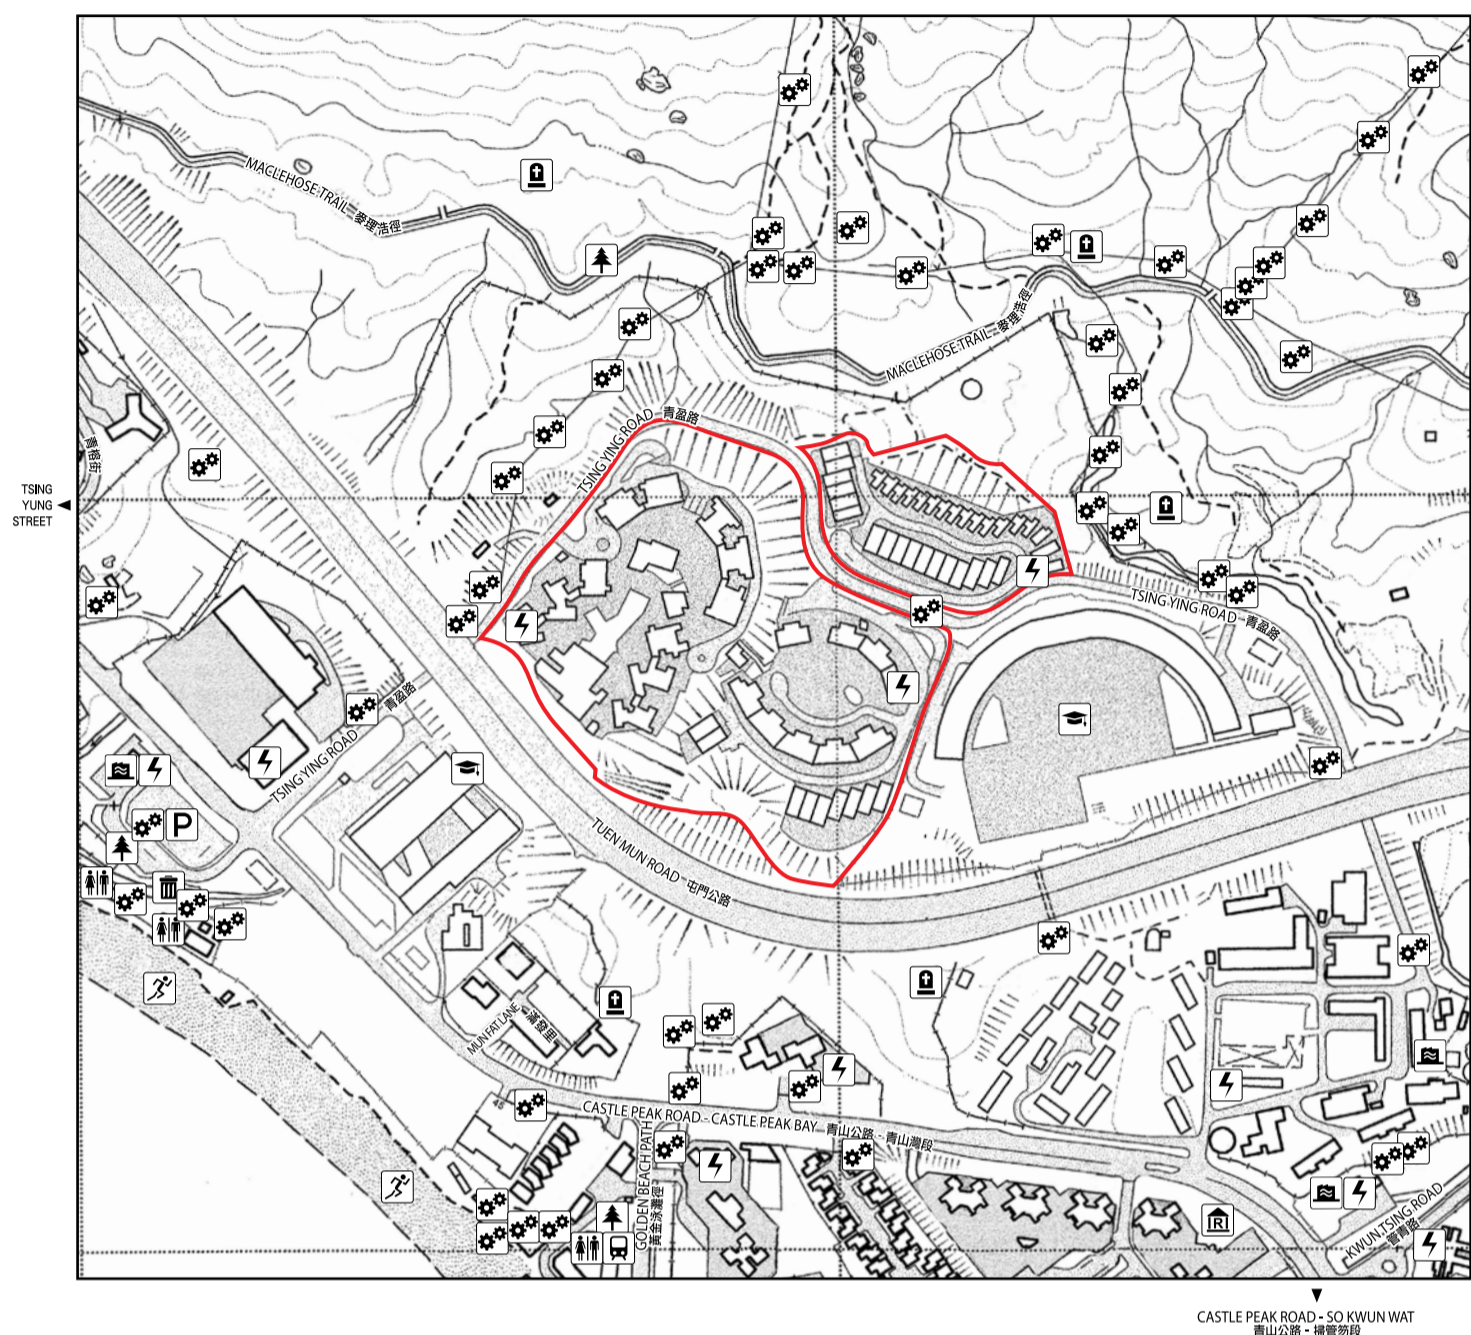 MACLEHOSE TRAIL 麥理浩徑
MACLEHOSE TRAIL 麥理浩徑
TSING YING ROAD 青盈路
青榕街
TSING
YUNG
STREET
TSING YING ROAD 青盈路
TSING YING ROAD 青盈路
P
TUEN MUN ROAD 屯門公路
MUN FAT LANE
CASTLE PEAK ROAD - CASTLE PEAK BAY 青山公路 - 青山灣段
GOLDEN BEACH PATH
黃金泳灘徑
R
KWUN TSING ROAD
管青路
CASTLE PEAK ROAD - SO KWUN WAT
青山公路 - 掃管笏段